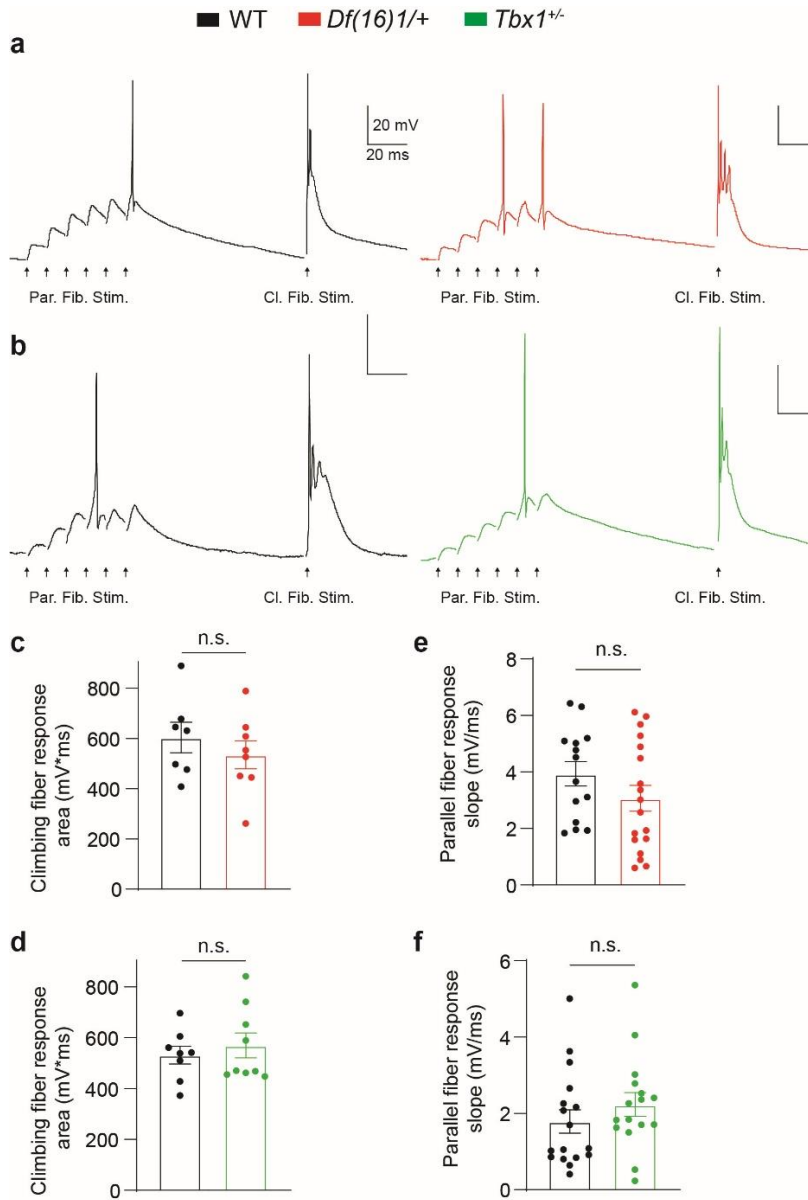 WT Df(16)1/+ Tbx1+/-
a
20 mV
20 ms
Par. Fib. Stim. Cl. Fib. Stim. Par. Fib. Stim. Cl. Fib. Stim.
b
Par. Fib. Stim. Cl. Fib. Stim. Par. Fib. Stim. Cl. Fib. Stim.
c
n.s.
Climbing fiber response
area (mV*ms)
800
600
400
200
0
e
n.s.
Parallel fiber response
slope (mV/ms)
8
6
4
2
0
d
n.s.
Climbing fiber response
area (mV*ms)
800
600
400
200
0
f
n.s.
Parallel fiber response
slope (mV/ms)
6
4
2
0